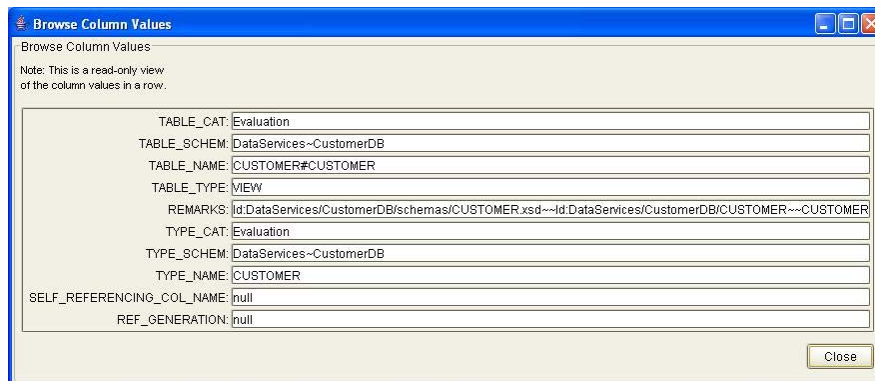 Browse Column Values
Browse Column Values
Note: This is a read-only view
of the column values in a row.
TABLE_CAT: Evaluation
TABLE_SCHEM: DataServices~CustomerDB
TABLE_NAME: CUSTOMER#CUSTOMER
TABLE_TYPE: VIEW
REMARKS: ld:DataServices/CustomerDB/schemas/CUSTOMER.xsd~~ld:DataServices/CustomerDB/CUSTOMER~~CUSTOMER
TYPE_CAT: Evaluation
TYPE_SCHEM: DataServices~CustomerDB
TYPE_NAME: CUSTOMER
SELF_REFERENCING_COL_NAME: null
REF_GENERATION: null
Close